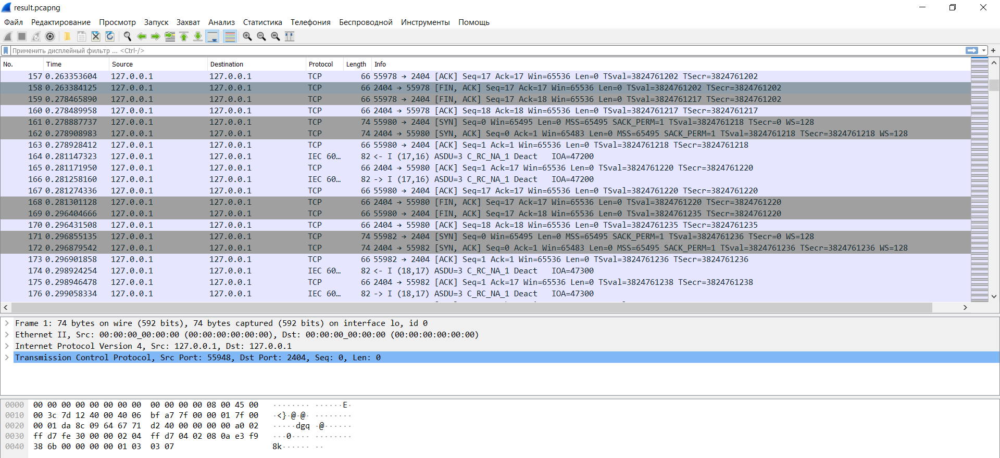 result.pcapng
Файл Редактирование Просмотр Запуск Захват Анализ Статистика Телефония Беспроводной Инструменты Помощь
Применить дисплейный фильтр ... <Ctrl-/>
No. Time Source Destination Protocol Length Info
157 0.263353604 127.0.0.1 127.0.0.1 TCP 66 55978 → 2404 [ACK] Seq=17 Ack=17 Win=65536 Len=0 TSval=3824761202 TSecr=3824761202
158 0.263384125 127.0.0.1 127.0.0.1 TCP 66 2404 → 55978 [FIN, ACK] Seq=17 Ack=17 Win=65536 Len=0 TSval=3824761202 TSecr=3824761202
159 0.278465890 127.0.0.1 127.0.0.1 TCP 66 55978 → 2404 [FIN, ACK] Seq=17 Ack=18 Win=65536 Len=0 TSval=3824761217 TSecr=3824761202
160 0.278489958 127.0.0.1 127.0.0.1 TCP 66 2404 → 55978 [ACK] Seq=18 Ack=18 Win=65536 Len=0 TSval=3824761217 TSecr=3824761217
161 0.278887737 127.0.0.1 127.0.0.1 TCP 74 55980 → 2404 [SYN] Seq=0 Win=65495 Len=0 MSS=65495 SACK_PERM=1 TSval=3824761218 TSecr=0 WS=128
162 0.278908983 127.0.0.1 127.0.0.1 TCP 74 2404 → 55980 [SYN, ACK] Seq=0 Ack=1 Win=65483 Len=0 MSS=65495 SACK_PERM=1 TSval=3824761218 TSecr=3824761218 WS=128
163 0.278928412 127.0.0.1 127.0.0.1 TCP 66 55980 → 2404 [ACK] Seq=1 Ack=1 Win=65536 Len=0 TSval=3824761218 TSecr=3824761218
164 0.281147323 127.0.0.1 127.0.0.1 IEC 60… 82 <- I (17,16) ASDU=3 C_RC_NA_1 Deact IOA=47200
165 0.281171950 127.0.0.1 127.0.0.1 TCP 66 2404 → 55980 [ACK] Seq=1 Ack=17 Win=65536 Len=0 TSval=3824761220 TSecr=3824761220
166 0.281258160 127.0.0.1 127.0.0.1 IEC 60… 82 -> I (17,16) ASDU=3 C_RC_NA_1 Deact IOA=47200
167 0.281274336 127.0.0.1 127.0.0.1 TCP 66 55980 → 2404 [ACK] Seq=17 Ack=17 Win=65536 Len=0 TSval=3824761220 TSecr=3824761220
168 0.281301128 127.0.0.1 127.0.0.1 TCP 66 2404 → 55980 [FIN, ACK] Seq=17 Ack=17 Win=65536 Len=0 TSval=3824761220 TSecr=3824761220
169 0.296404666 127.0.0.1 127.0.0.1 TCP 66 55980 → 2404 [FIN, ACK] Seq=17 Ack=18 Win=65536 Len=0 TSval=3824761235 TSecr=3824761220
170 0.296431508 127.0.0.1 127.0.0.1 TCP 66 2404 → 55980 [ACK] Seq=18 Ack=18 Win=65536 Len=0 TSval=3824761235 TSecr=3824761235
171 0.296855135 127.0.0.1 127.0.0.1 TCP 74 55982 → 2404 [SYN] Seq=0 Win=65495 Len=0 MSS=65495 SACK_PERM=1 TSval=3824761236 TSecr=0 WS=128
172 0.296879542 127.0.0.1 127.0.0.1 TCP 74 2404 → 55982 [SYN, ACK] Seq=0 Ack=1 Win=65483 Len=0 MSS=65495 SACK_PERM=1 TSval=3824761236 TSecr=3824761236 WS=128
173 0.296901858 127.0.0.1 127.0.0.1 TCP 66 55982 → 2404 [ACK] Seq=1 Ack=1 Win=65536 Len=0 TSval=3824761236 TSecr=3824761236
174 0.298924254 127.0.0.1 127.0.0.1 IEC 60… 82 <- I (18,17) ASDU=3 C_RC_NA_1 Deact IOA=47300
175 0.298946478 127.0.0.1 127.0.0.1 TCP 66 2404 → 55982 [ACK] Seq=1 Ack=17 Win=65536 Len=0 TSval=3824761238 TSecr=3824761238
176 0.299058334 127.0.0.1 127.0.0.1 IEC 60… 82 -> I (18,17) ASDU=3 C_RC_NA_1 Deact IOA=47300
Frame 1: 74 bytes on wire (592 bits), 74 bytes captured (592 bits) on interface lo, id 0
Ethernet II, Src: 00:00:00_00:00:00 (00:00:00:00:00:00), Dst: 00:00:00_00:00:00 (00:00:00:00:00:00)
Internet Protocol Version 4, Src: 127.0.0.1, Dst: 127.0.0.1
Transmission Control Protocol, Src Port: 55948, Dst Port: 2404, Seq: 0, Len: 0
0000 00 00 00 00 00 00 00 00 00 00 00 00 08 00 45 00 ········ ······E·
0010 00 3c 7d 12 40 00 40 06 bf a7 7f 00 00 01 7f 00 ·<}·@·@· ········
0020 00 01 da 8c 09 64 67 71 d2 40 00 00 00 00 a0 02 ·····dgq ·@······
0030 ff d7 fe 30 00 00 02 04 ff d7 04 02 08 0a e3 f9 ···0···· ········
0040 38 6b 00 00 00 00 01 03 03 07 8k······ ··